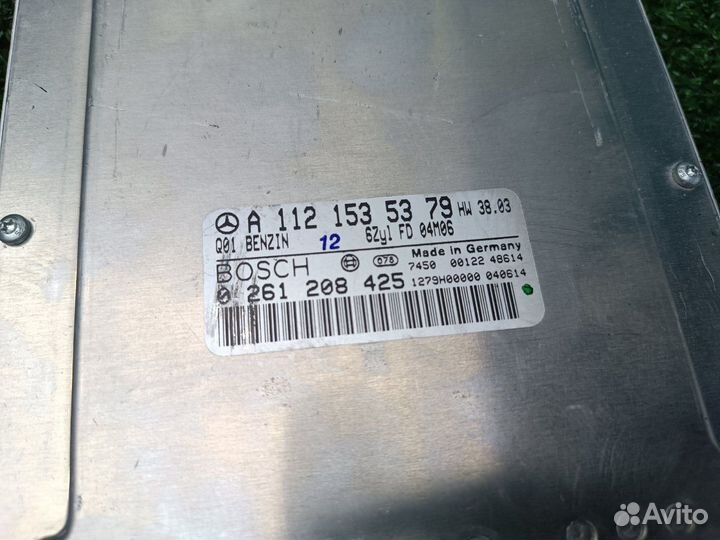 A 112 153 53 79 HW 38.03
Q01 BENZIN 12 6Zyl FD 04M06
BOSCH 078 Made in Germany
7450 00122 48614
0 261 208 425 1279H00000 040614
Avito